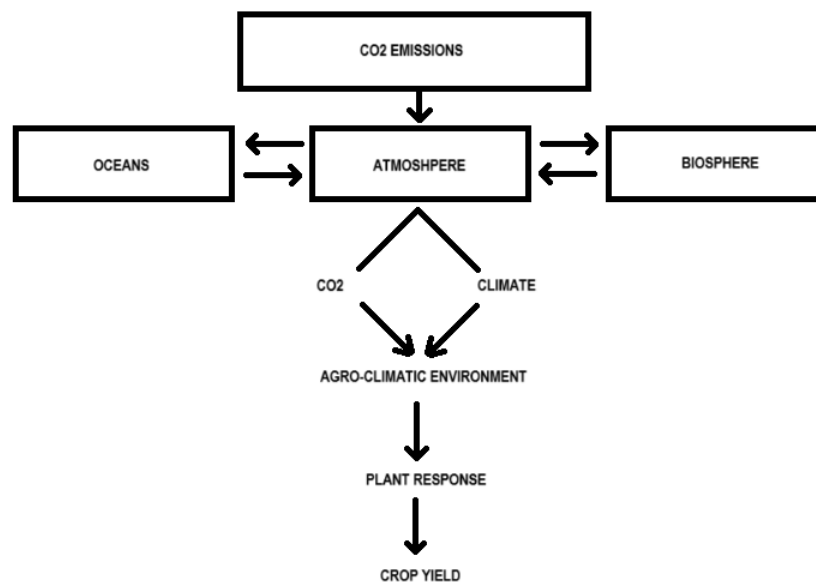 CO2 EMISSIONS
OCEANS
ATMOSHPERE
BIOSPHERE
CO2
CLIMATE
AGRO-CLIMATIC ENVIRONMENT
PLANT RESPONSE
CROP YIELD